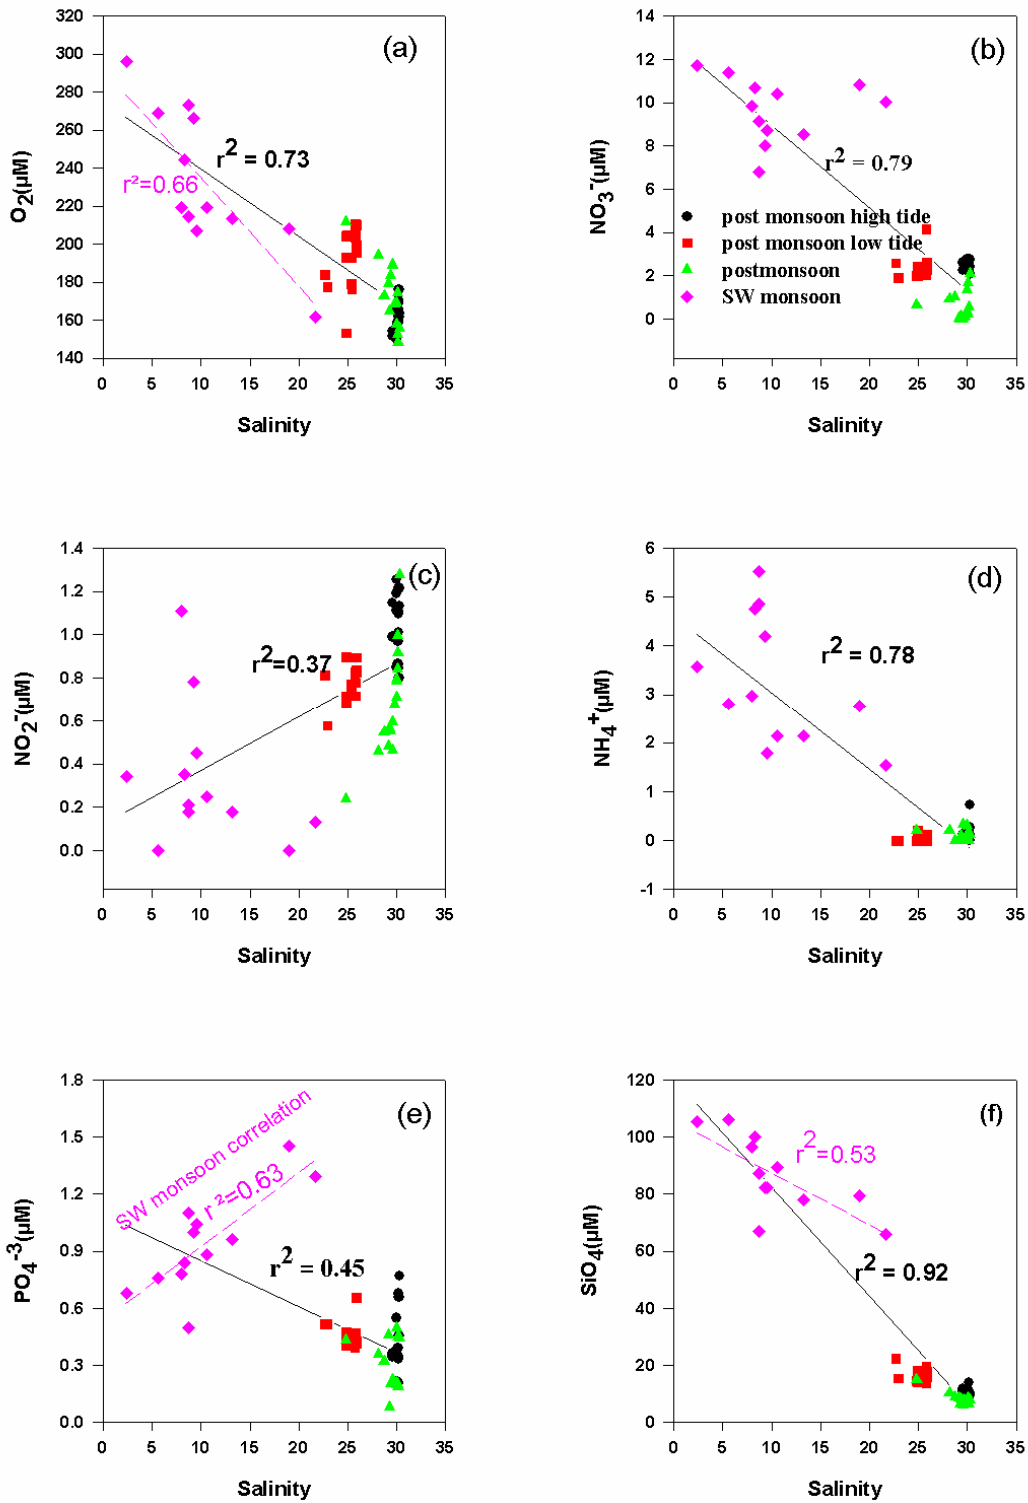 320
300
280
260
240
220
200
180
160
140
O2(µM)
(a)
r2 = 0.73
r²=0.66
0 5 10 15 20 25 30 35
Salinity
14
12
10
8
6
4
2
0
NO3-(µM)
(b)
r2 = 0.79
post monsoon high tide
post monsoon low tide
postmonsoon
SW monsoon
0 5 10 15 20 25 30 35
Salinity
1.4
1.2
1.0
0.8
0.6
0.4
0.2
0.0
NO2-(µM)
(c)
r2=0.37
0 5 10 15 20 25 30 35
Salinity
6
5
4
3
2
1
0
-1
NH4+(µM)
(d)
r2 = 0.78
0 5 10 15 20 25 30 35
Salinity
1.8
1.5
1.2
0.9
0.6
0.3
0.0
PO4-3(µM)
(e)
SW monsoon correlation
r²=0.63
r2 = 0.45
0 5 10 15 20 25 30 35
Salinity
120
100
80
60
40
20
0
SiO4(µM)
(f)
r2=0.53
r2 = 0.92
0 5 10 15 20 25 30 35
Salinity